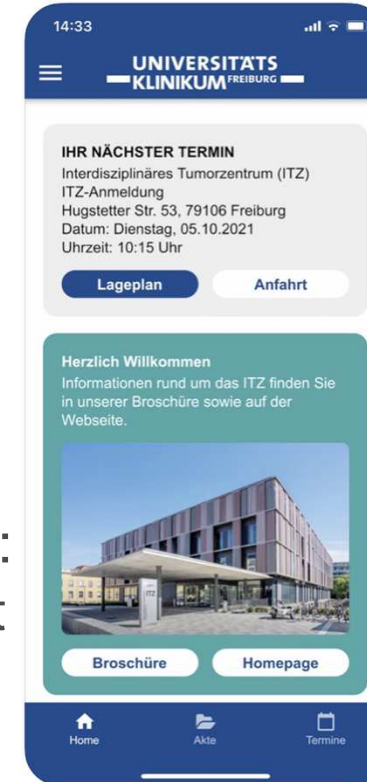 14:33
UNIVERSITÄTS
KLINIKUM FREIBURG
IHR NÄCHSTER TERMIN
Interdisziplinäres Tumorzentrum (ITZ)
ITZ-Anmeldung
Hugstetter Str. 53, 79106 Freiburg
Datum: Dienstag, 05.10.2021
Uhrzeit: 10:15 Uhr
Lageplan Anfahrt
Herzlich Willkommen
Informationen rund um das ITZ finden Sie
in unserer Broschüre sowie auf der
Webseite.
ITZ
Broschüre Homepage
Home Akte Termine